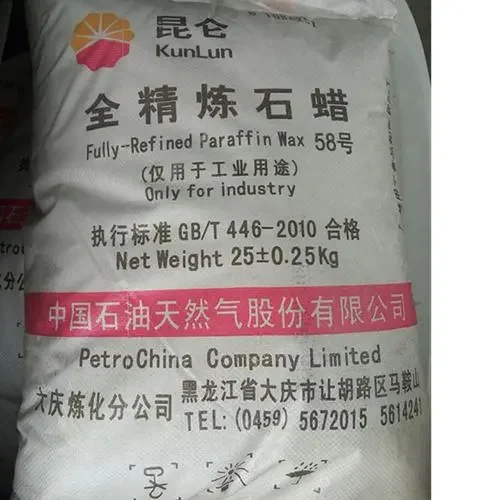 昆仑
KunLun
全精炼石蜡
Fully-Refined Paraffin Wax 58号
(仅用于工业用途)
Only for industry
执行标准 GB/T 446-2010 合格
Net Weight 25±0.25Kg
中国石油天然气股份有限公司
PetroChina Company Limited
大庆炼化分公司
黑龙江省大庆市让胡路区马鞍山
TEL: (0459) 5672015 5614241